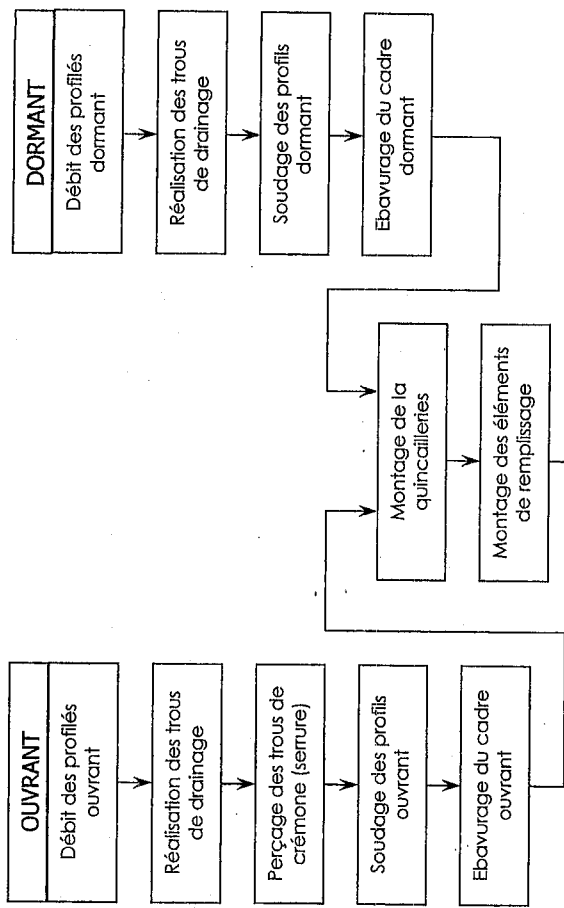 OUVRANT
Débit des profilés
ouvrant
Réalisation des trous
de drainage
Perçage des trous de
crémone (serrure)
Soudage des profils
ouvrant
Ebavurage du cadre
ouvrant
DORMANT
Débit des profilés
dormant
Réalisation des trous
de drainage
Soudage des profils
dormant
Ebavurage du cadre
dormant
Montage de la
quincailleries
Montage des éléments
de remplissage